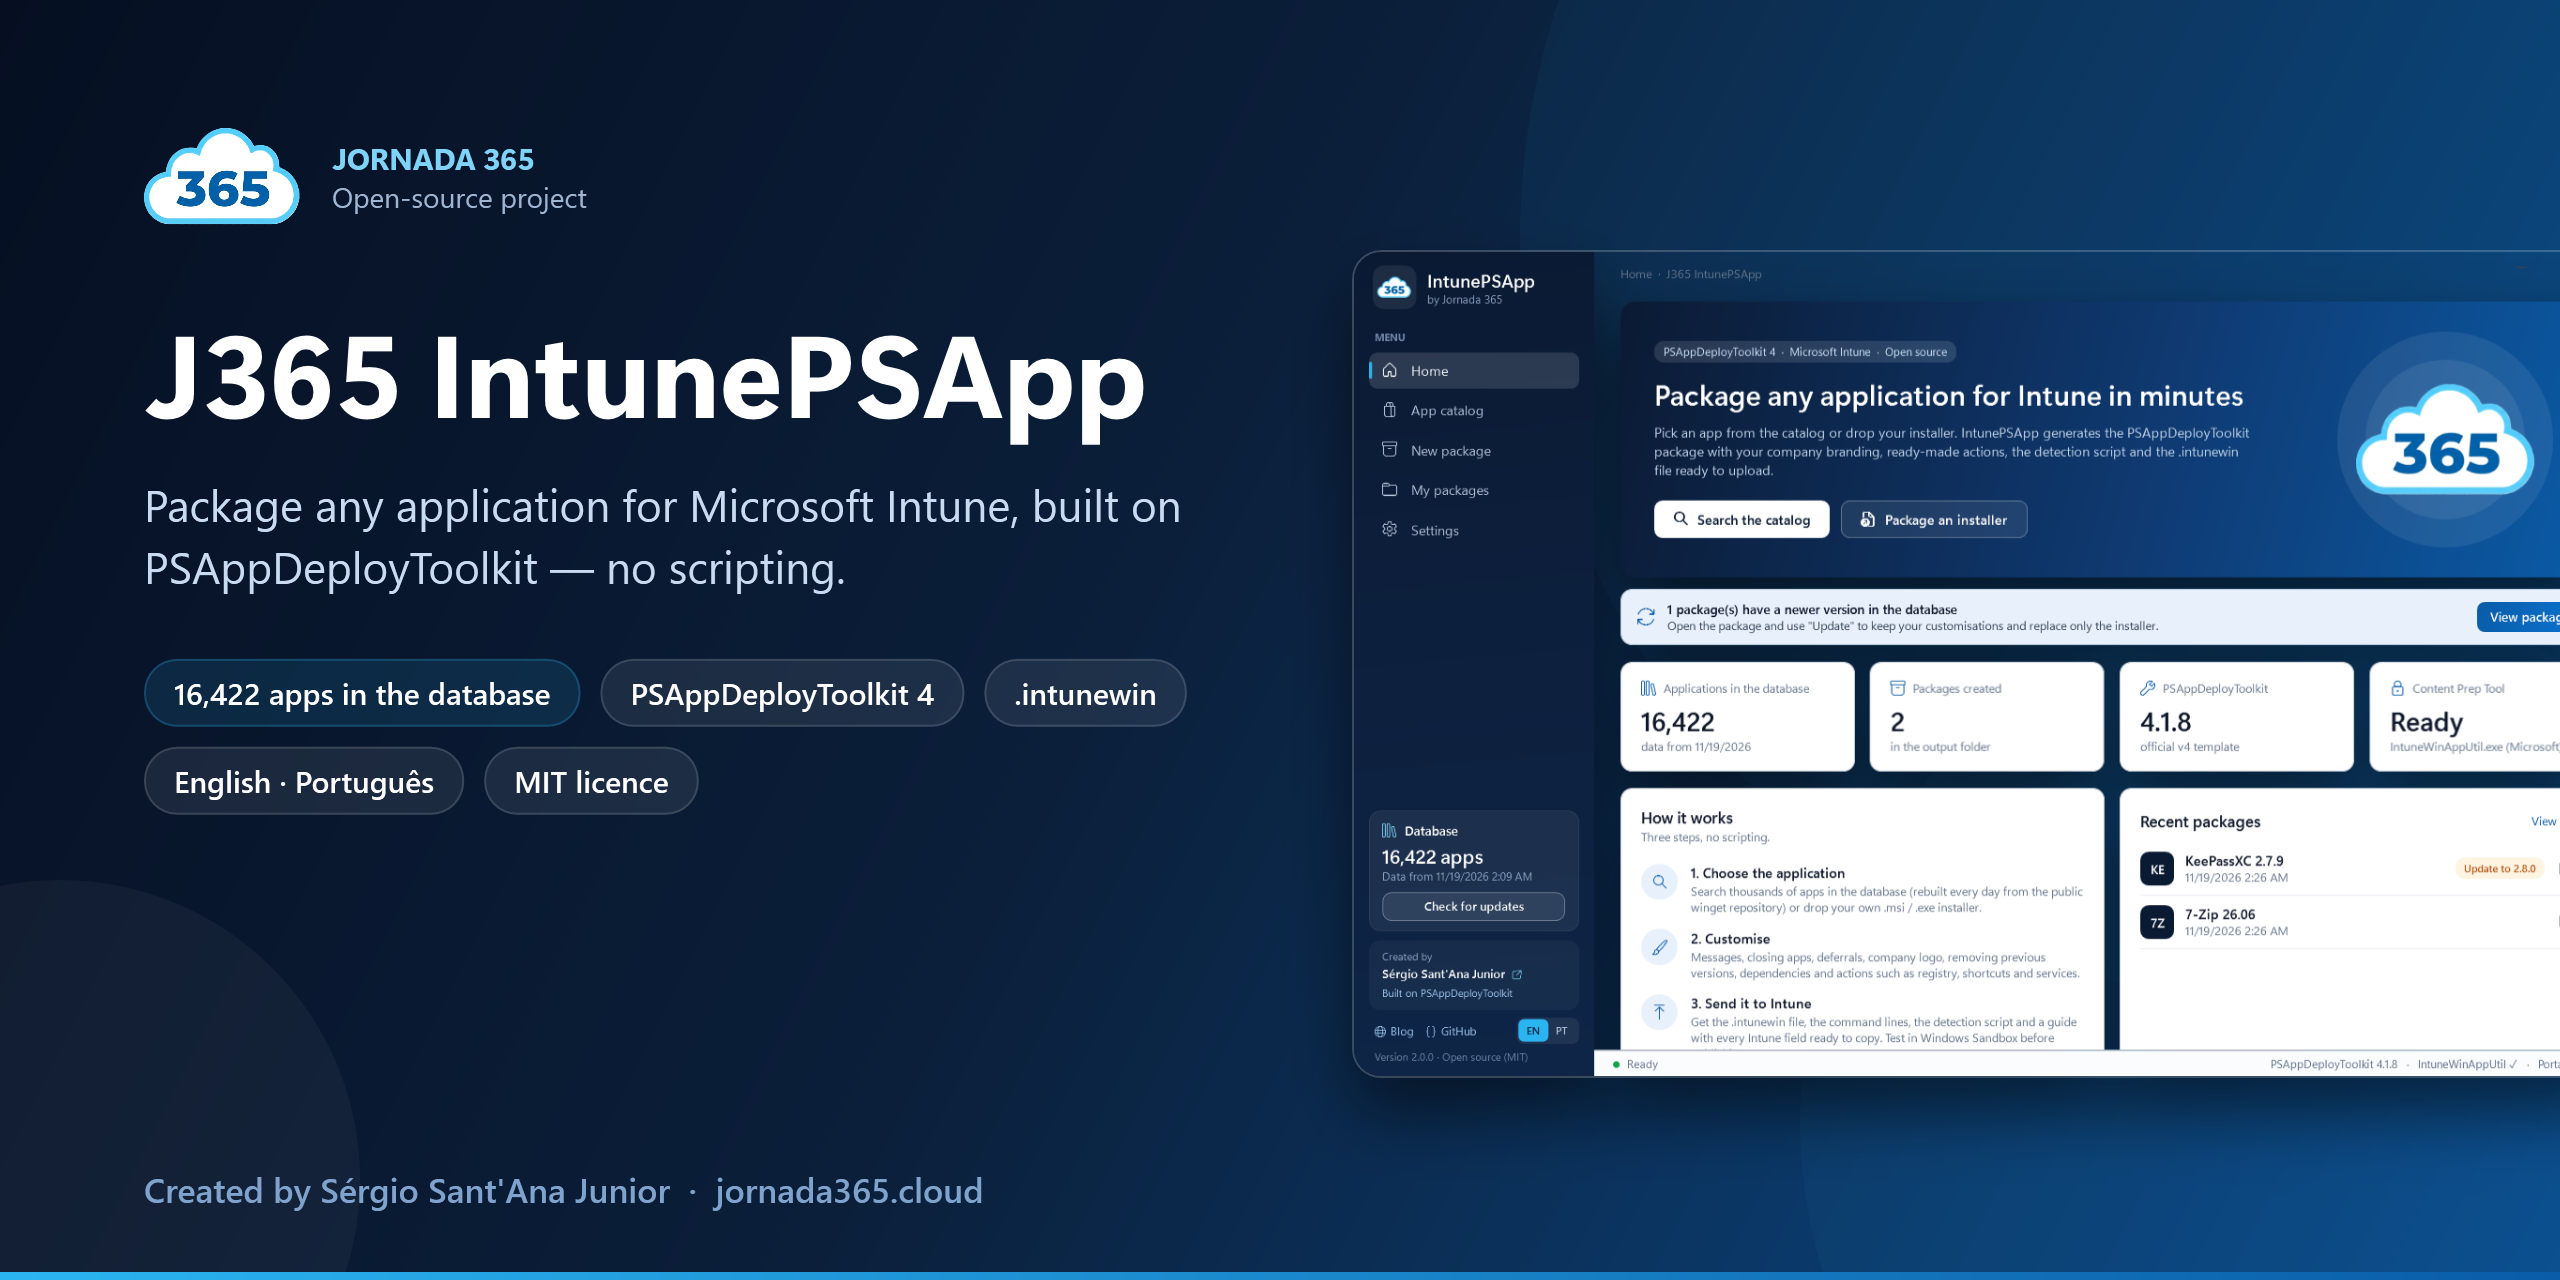 365
JORNADA 365
Open-source project
J365 IntunePSApp
Package any application for Microsoft Intune, built on
PSAppDeployToolkit — no scripting.
16,422 apps in the database
PSAppDeployToolkit 4
.intunewin
English · Português
MIT licence
Created by Sérgio Sant'Ana Junior · jornada365.cloud
365
IntunePSApp
by Jornada 365
MENU
Home
App catalog
New package
My packages
Settings
Database
16,422 apps
Data from 11/19/2026 2:09 AM
Check for updates
Created by
Sérgio Sant'Ana Junior
Built on PSAppDeployToolkit
Blog
{} GitHub
EN
PT
Version 2.0.0 · Open source (MIT)
Home · J365 IntunePSApp
PSAppDeployToolkit 4 · Microsoft Intune · Open source
Package any application for Intune in minutes
Pick an app from the catalog or drop your installer. IntunePSApp generates the PSAppDeployToolkit
package with your company branding, ready-made actions, the detection script and the .intunewin
file ready to upload.
Search the catalog
Package an installer
365
1 package(s) have a newer version in the database
Open the package and use "Update" to keep your customisations and replace only the installer.
View packag
Applications in the database
16,422
data from 11/19/2026
Packages created
2
in the output folder
PSAppDeployToolkit
4.1.8
official v4 template
Content Prep Tool
Ready
IntuneWinAppUtil.exe (Microsoft)
How it works
Three steps, no scripting.
1. Choose the application
Search thousands of apps in the database (rebuilt every day from the public
winget repository) or drop your own .msi / .exe installer.
2. Customise
Messages, closing apps, deferrals, company logo, removing previous
versions, dependencies and actions such as registry, shortcuts and services.
3. Send it to Intune
Get the .intunewin file, the command lines, the detection script and a guide
with every Intune field ready to copy. Test in Windows Sandbox before
Recent packages
View
KE
KeePassXC 2.7.9
11/19/2026 2:26 AM
Update to 2.8.0
7Z
7-Zip 26.06
11/19/2026 2:26 AM
Ready
PSAppDeployToolkit 4.1.8 · IntuneWinAppUtil ✓ · Porta